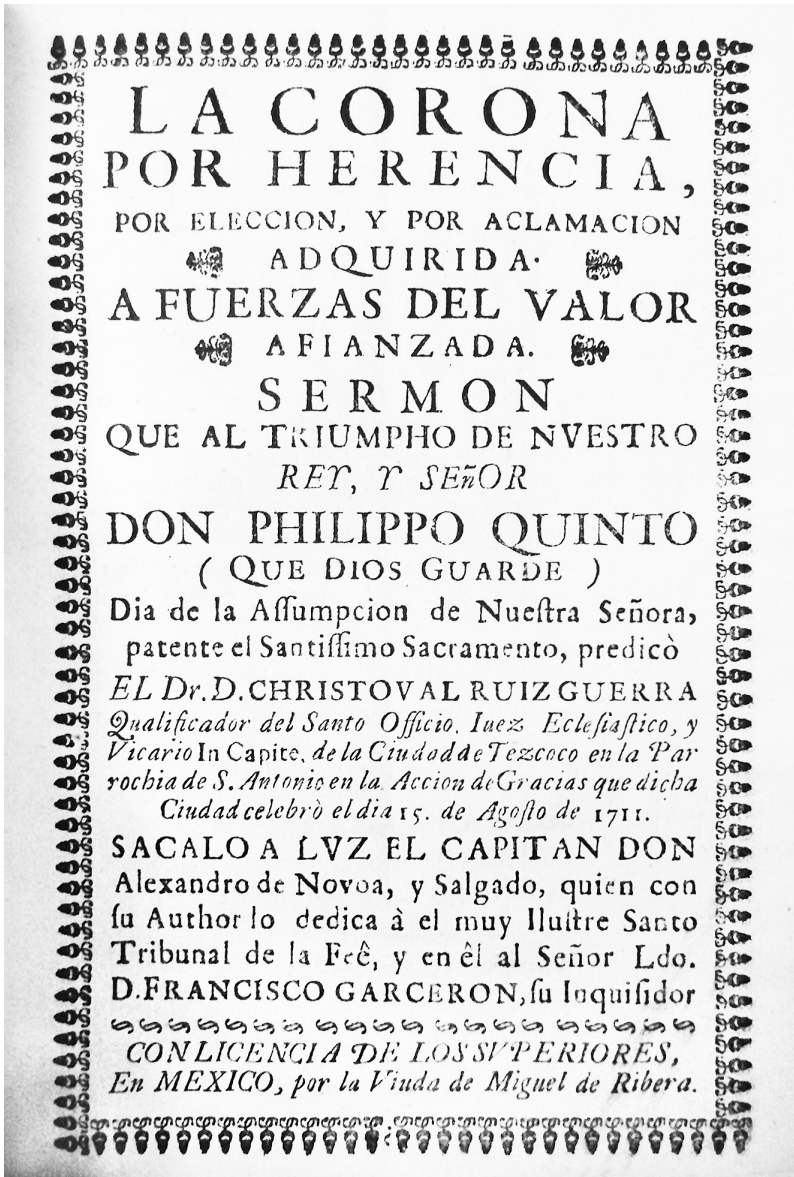 LA CORONA
POR HERENCIA,
POR ELECCION, Y POR ACLAMACION
ADQUIRIDA.
A FUERZAS DEL VALOR
AFIANZADA.
SERMON
QUE AL TRIUMPHO DE NVESTRO
REY, Y SEñOR
DON PHILIPPO QUINTO
( QUE DIOS GUARDE )
Dia de la Aſſumpcion de Nueſtra Señora,
patente el Santiſſimo Sacramento, predicò
EL Dr. D. CHRISTOVAL RUIZ GUERRA
Qualificador del Santo Officio, Iuez Ecleſiaſtico, y
Vicario In Capite, de la Ciudad de Tezcoco en la Par
rochia de S. Antonio en la Accion de Gracias que dicha
Ciudad celebrò el dia 15. de Agoſto de 1711.
SACALO A LVZ EL CAPITAN DON
Alexandro de Novoa, y Salgado, quien con
ſu Author lo dedica à el muy Iluſtre Santo
Tribunal de la Feê, y en êl al Señor Ldo.
D. FRANCISCO GARCERON, ſu Inquiſidor
CON LICENCIA DE LOS SVPERIORES,
En MEXICO, por la Viuda de Miguel de Ribera.